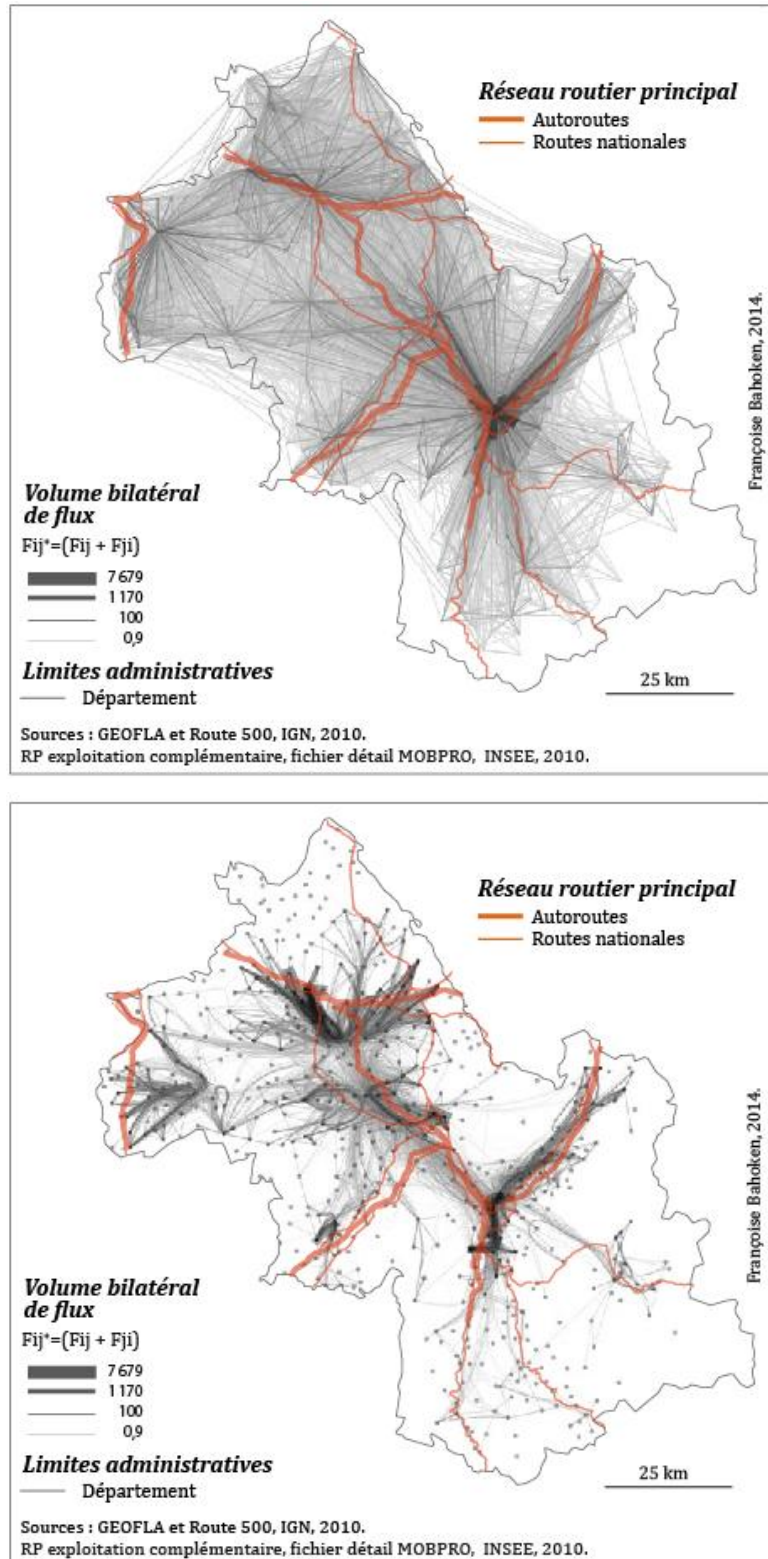 Réseau routier principal
Autoroutes
Routes nationales
Françoise Bahoken, 2014.
Volume bilatéral
de flux
Fij*=(Fij + Fji)
7 679
1 170
100
0,9
Limites administratives
Département
25 km
Sources : GEOFLA et Route 500, IGN, 2010.
RP exploitation complémentaire, fichier détail MOBPRO, INSEE, 2010.
Réseau routier principal
Autoroutes
Routes nationales
Françoise Bahoken, 2014.
Volume bilatéral
de flux
Fij*=(Fij + Fji)
7 679
1 170
100
0,9
Limites administratives
Département
25 km
Sources : GEOFLA et Route 500, IGN, 2010.
RP exploitation complémentaire, fichier détail MOBPRO, INSEE, 2010.